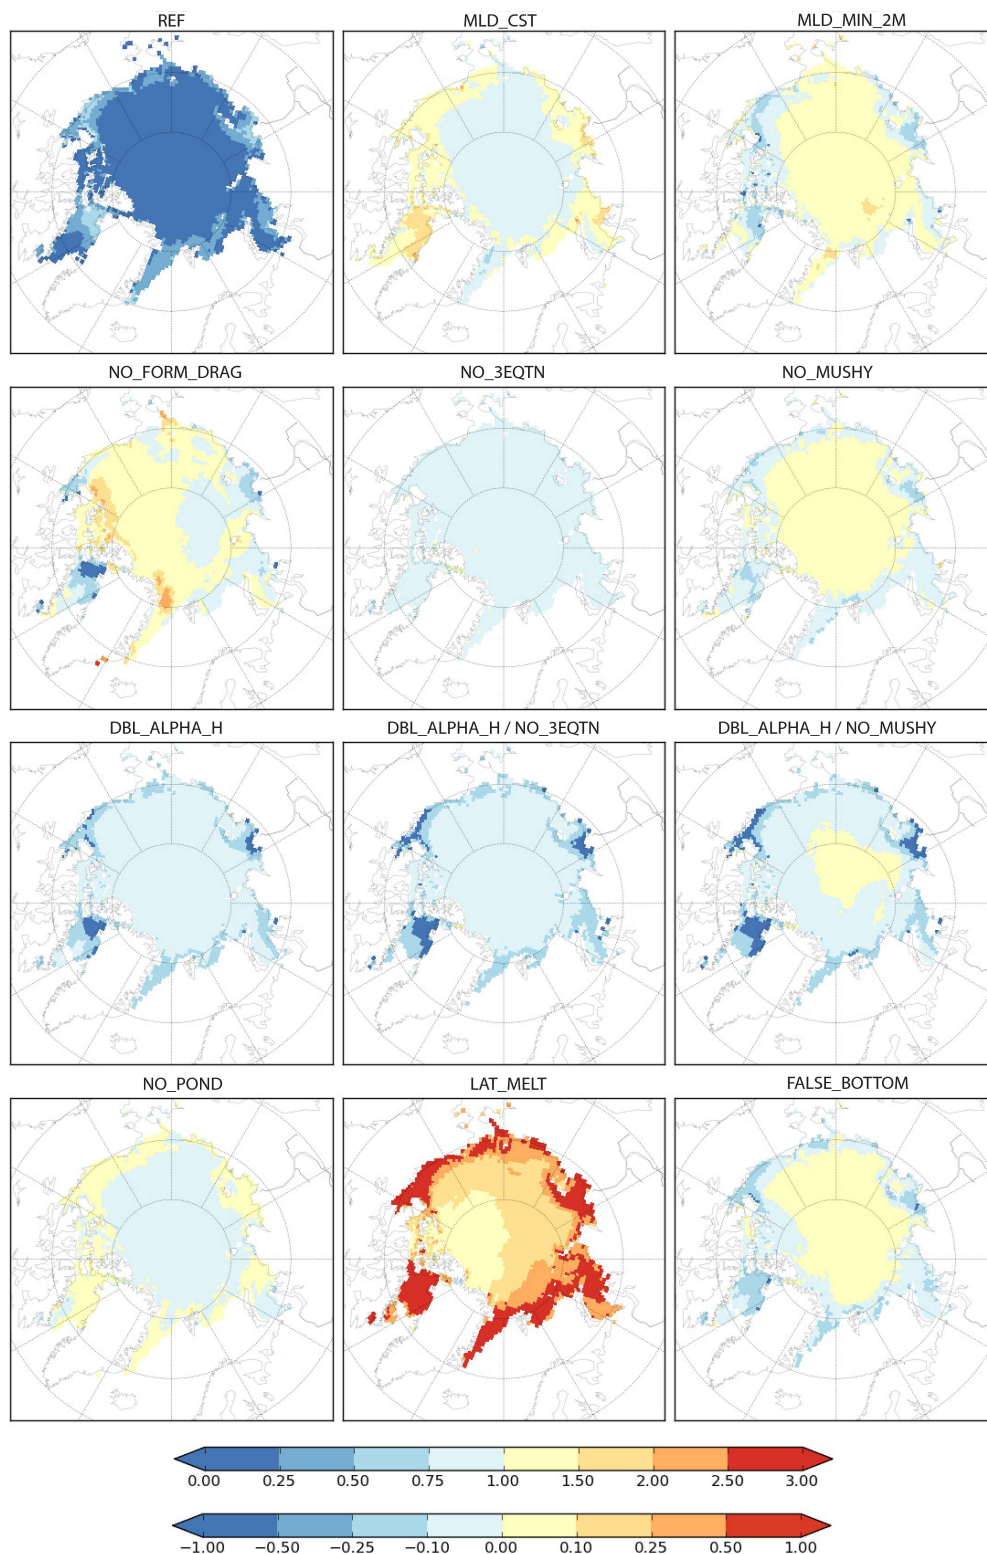 REF MLD_CST MLD_MIN_2M
NO_FORM_DRAG NO_3EQTN NO_MUSHY
DBL_ALPHA_H DBL_ALPHA_H / NO_3EQTN DBL_ALPHA_H / NO_MUSHY
NO_POND LAT_MELT FALSE_BOTTOM
0.00 0.25 0.50 0.75 1.00 1.50 2.00 2.50 3.00
−1.00 −0.50 −0.25 −0.10 0.00 0.10 0.25 0.50 1.00